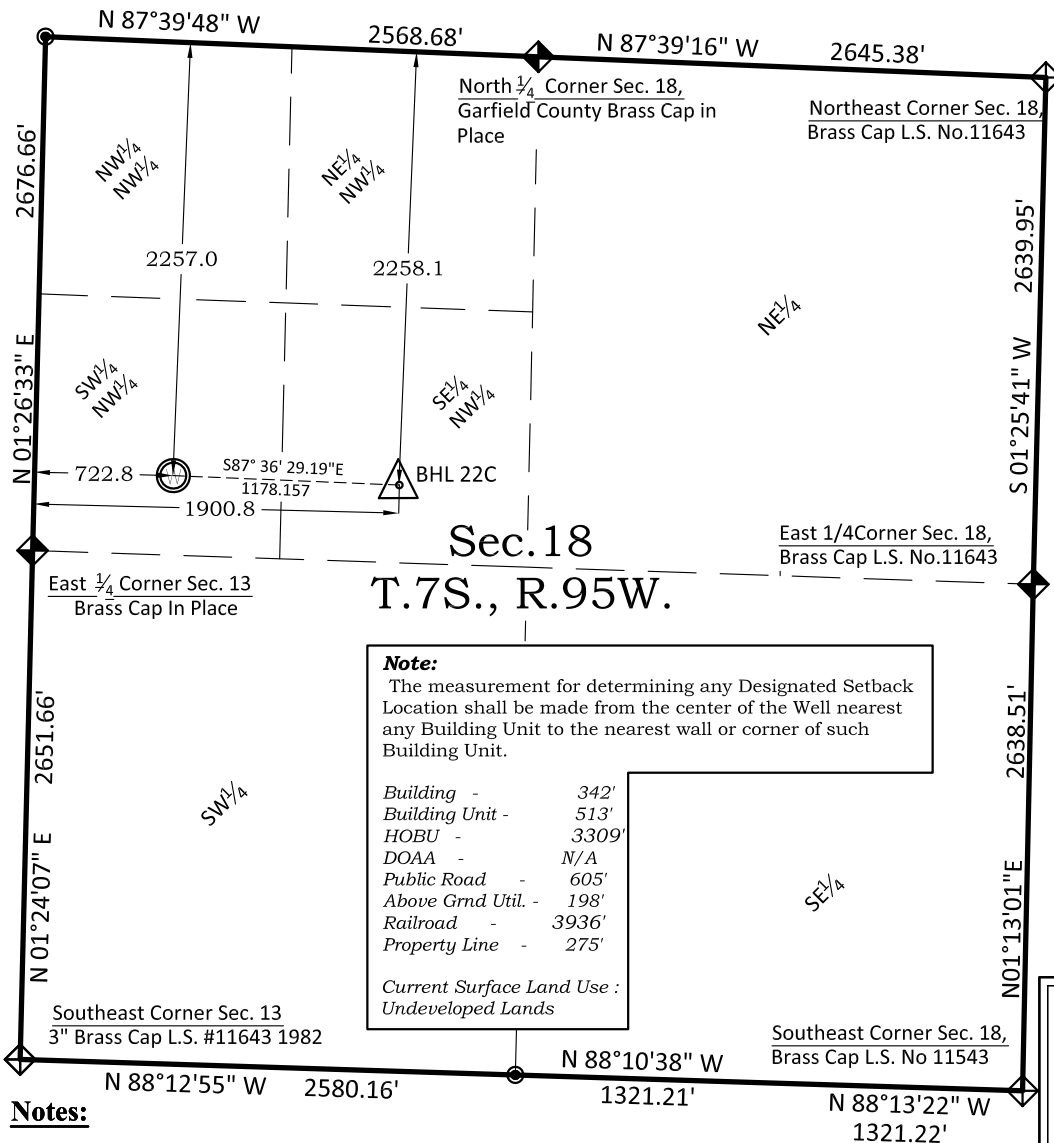 N 87°39'48" W
2568.68'
N 87°39'16" W
2645.38'
North ¼ Corner Sec. 18,
Garfield County Brass Cap in
Place
Northeast Corner Sec. 18,
Brass Cap L.S. No.11643
2676.66'
NW¼
NW¼
NE¼
NW¼
2639.95'
2257.0
2258.1
NE¼
N 01°26'33" E
SW¼
NW¼
SE¼
NW¼
S 01°25'41" W
722.8
W
S87° 36' 29.19"E
1178.157
BHL 22C
1900.8
Sec.18
T.7S., R.95W.
East 1/4Corner Sec. 18,
Brass Cap L.S. No.11643
East ¼ Corner Sec. 13
Brass Cap In Place
Note:
The measurement for determining any Designated Setback
Location shall be made from the center of the Well nearest
any Building Unit to the nearest wall or corner of such
Building Unit.
Building - 342'
Building Unit - 513'
HOBU - 3309'
DOAA - N/A
Public Road - 605'
Above Grnd Util. - 198'
Railroad - 3936'
Property Line - 275'
Current Surface Land Use :
Undeveloped Lands
2651.66'
2638.51'
SW¼
SE¼
N 01°24'07" E
N01°13'01"E
Southeast Corner Sec. 13
3" Brass Cap L.S. #11643 1982
Southeast Corner Sec. 18,
Brass Cap L.S. No 11543
N 88°12'55" W
2580.16'
N 88°10'38" W
1321.21'
N 88°13'22" W
1321.22'
Notes: